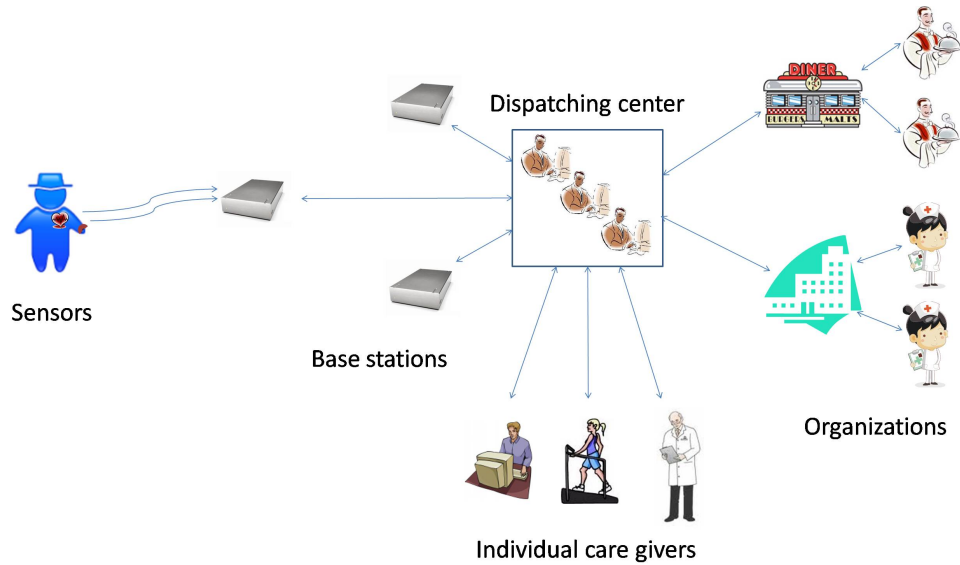 Dispatching center
DINER
BURGERS MALTS
Sensors
Base stations
Organizations
Individual care givers